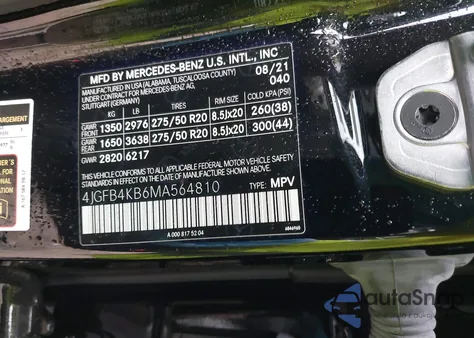 MFD BY MERCEDES-BENZ U.S. INTL., INC
MANUFACTURED IN USA (ALABAMA, TUSCALOOSA COUNTY) 08/21
UNDER CONTRACT FOR MERCEDES-BENZ AG, 040
STUTTGART (GERMANY)
KG LB TIRES RIM SIZE COLD KPA (PSI)
GAWR FRONT 1350 2976 275/50 R20 8.5Jx20 260(38)
GAWR REAR 1650 3638 275/50 R20 8.5Jx20 300(44)
GVWR 2820 6217
THIS VEHICLE CONFORMS TO ALL APPLICABLE FEDERAL MOTOR VEHICLE
SAFETY STANDARDS IN EFFECT ON THE DATE OF MANUFACTURE SHOWN ABOVE.
4JGFB4KB6MA564810 TYPE: MPV
A 000 817 52 04
autoSnap